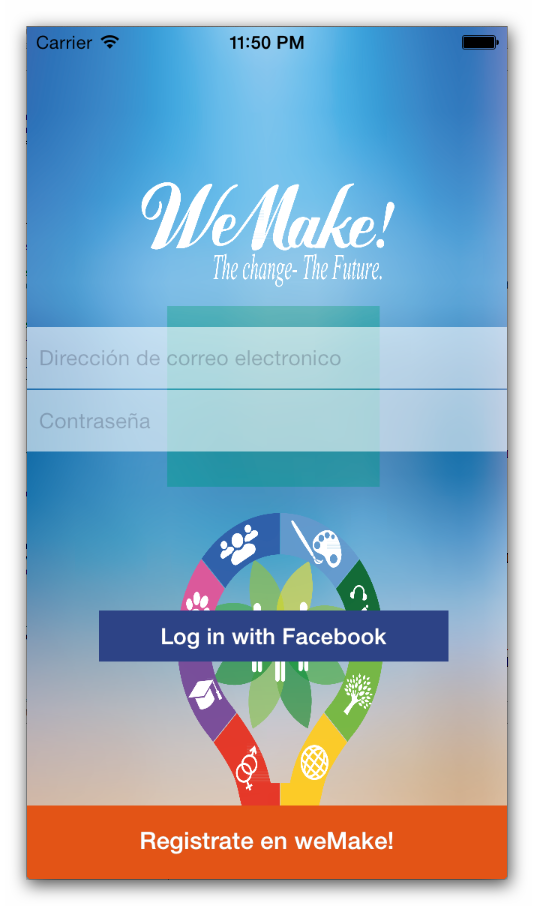 Carrier 11:50 PM
WeMake!
The change- The Future.
Dirección de correo electronico
Contraseña
Log in with Facebook
Registrate en weMake!